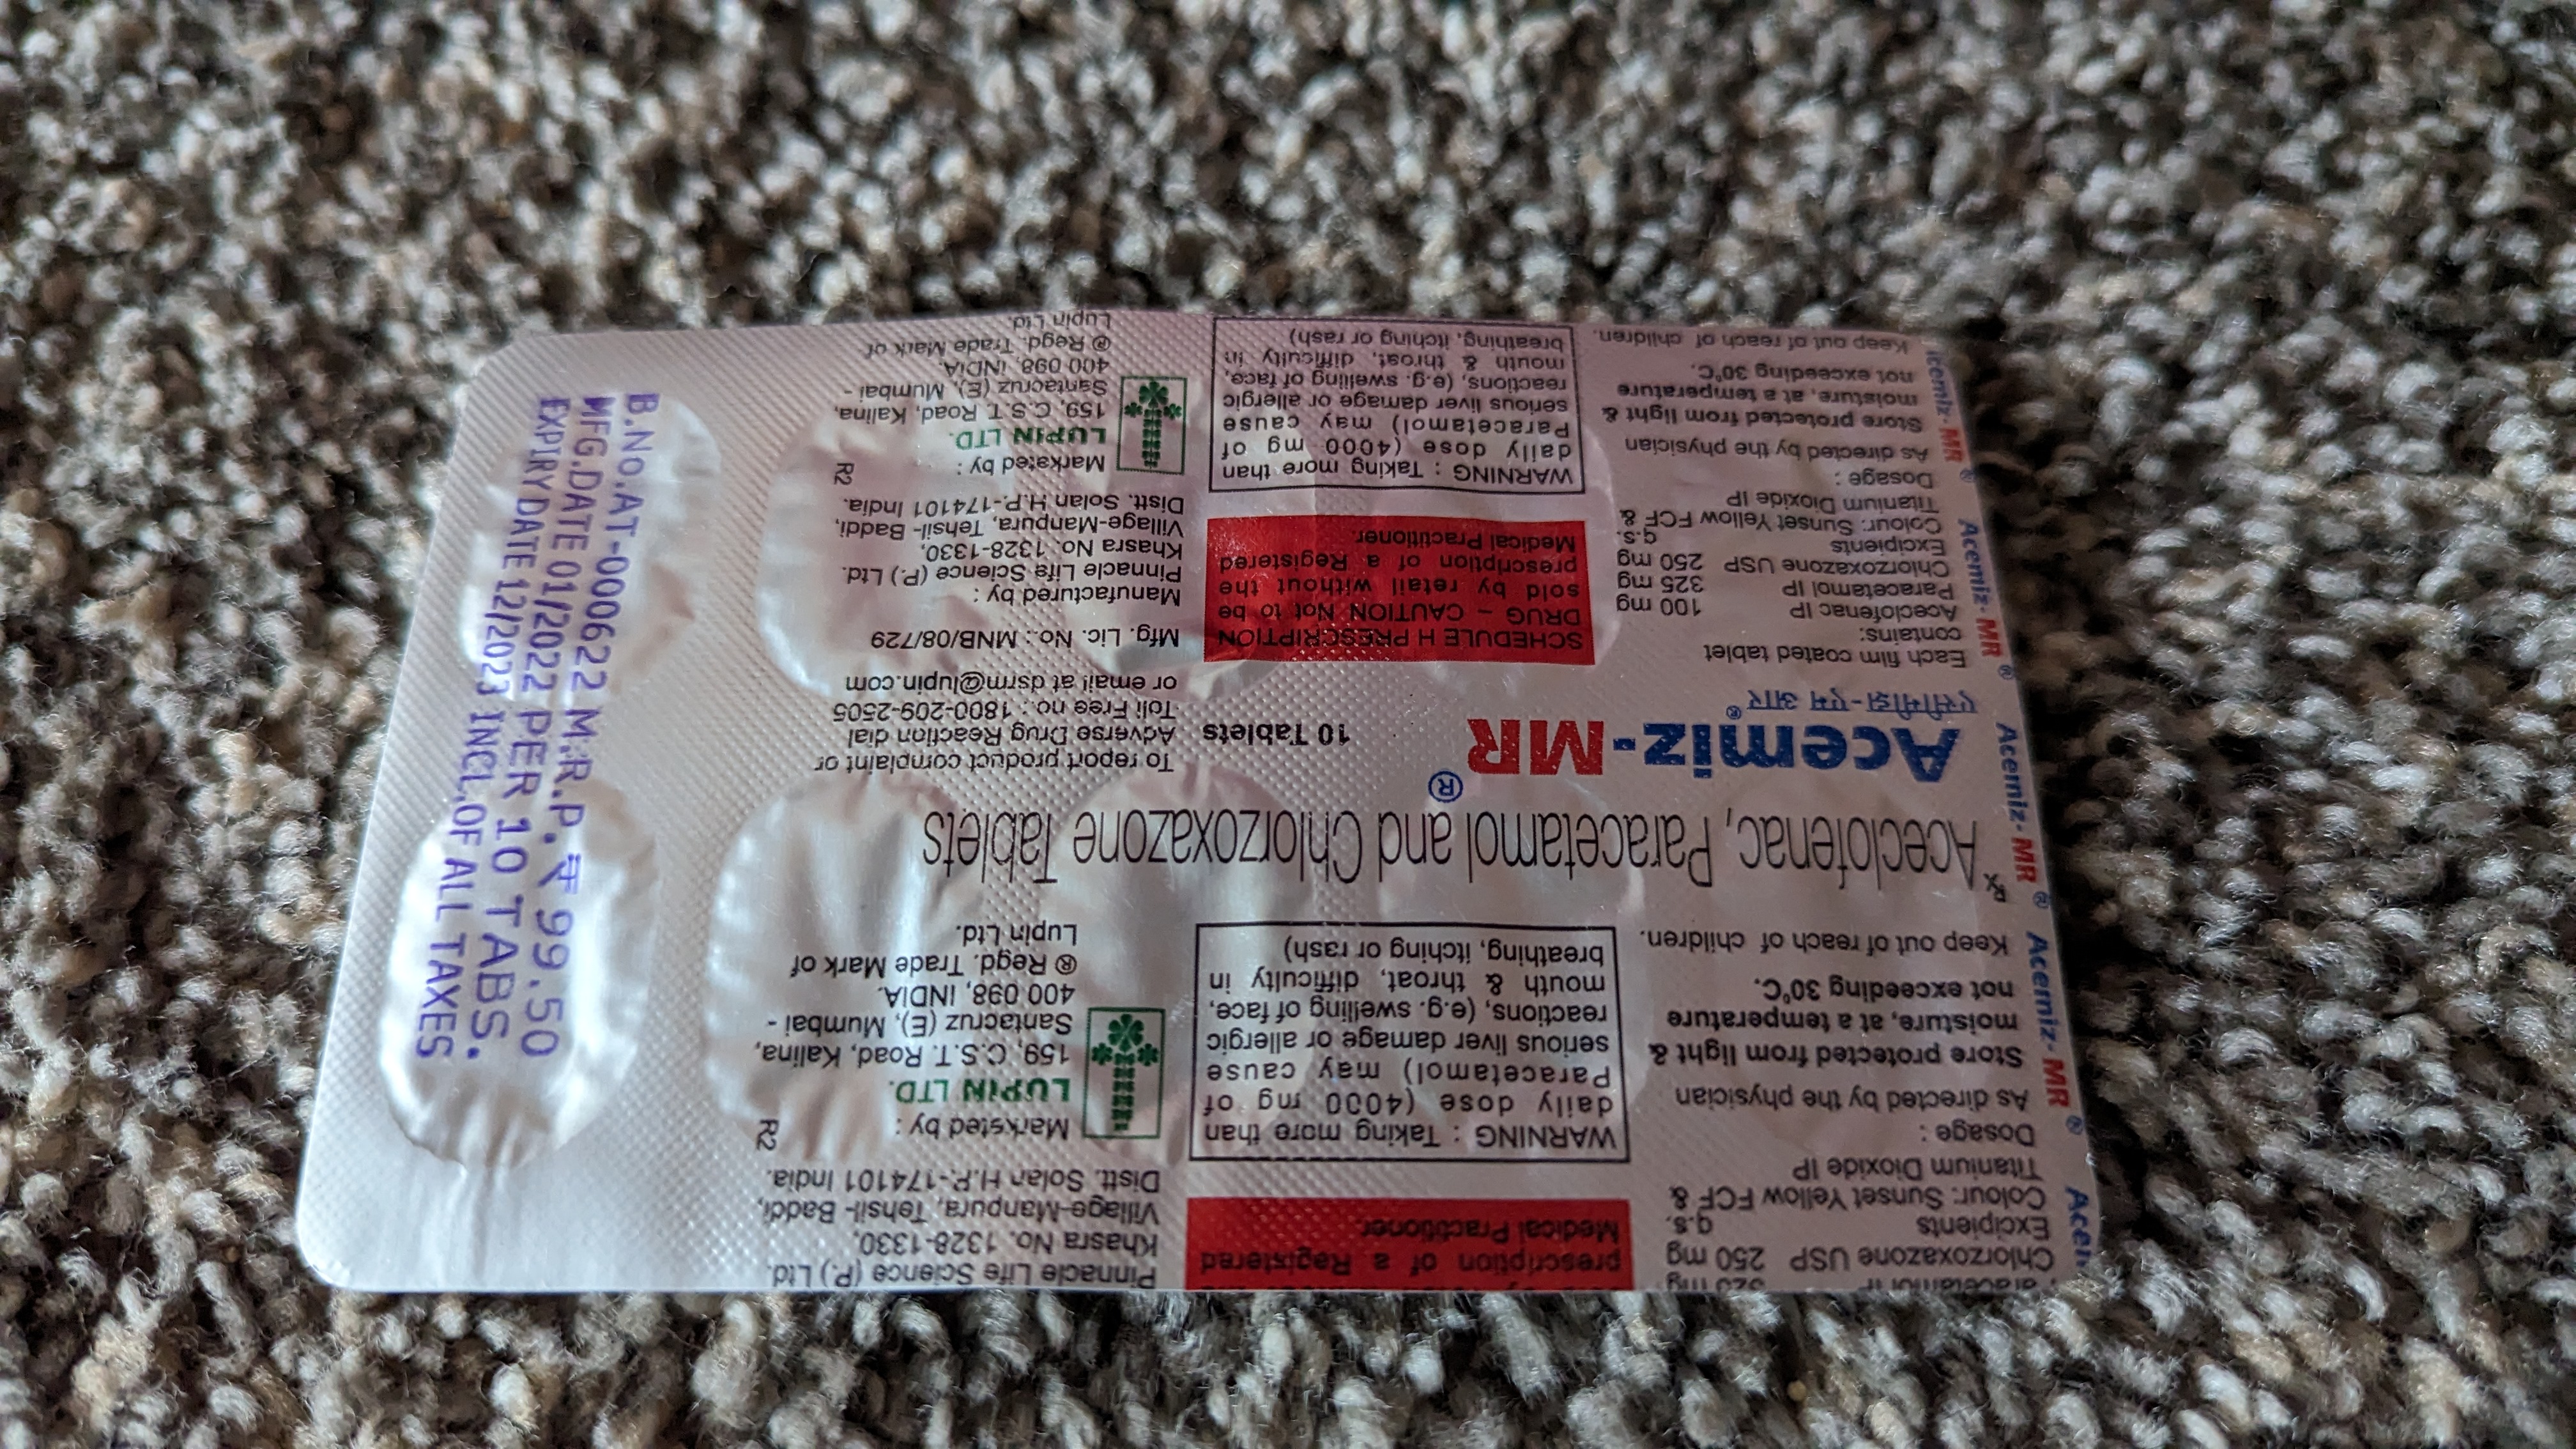 Paracetamol IP 325 mg
Chlorzoxazone USP 250 mg
Excipients q.s.
Colour: Sunset Yellow FCF &
Titanium Dioxide IP
Dosage :
As directed by the physician
Store protected from light &
moisture, at a temperature
not exceeding 30°C.
Keep out of reach of children.
prescription of a Registered
Medical Practitioner.
WARNING : Taking more than
daily dose (4000 mg of
Paracetamol) may cause
serious liver damage or allergic
reactions, (e.g. swelling of face,
mouth & throat, difficulty in
breathing, itching or rash)
Pinnacle Life Science (P.) Ltd.
Khasra No. 1328-1330,
Village-Manpura, Tehsil- Baddi,
Distt. Solan H.P.-174101 India.
R2
Marketed by :
LUPIN LTD.
159, C.S.T. Road, Kalina,
Santacruz (E), Mumbai -
400 098, INDIA.
® Regd. Trade Mark of
Lupin Ltd.
Rx
Aceclofenac, Paracetamol and Chlorzoxazone Tablets
Acemiz-MR®
10 Tablets
एसीमीझ-एम आर®
Each film coated tablet
contains:
Aceclofenac IP 100 mg
Paracetamol IP 325 mg
Chlorzoxazone USP 250 mg
Excipients q.s.
Colour: Sunset Yellow FCF &
Titanium Dioxide IP
Dosage :
As directed by the physician
Store protected from light &
moisture, at a temperature
not exceeding 30°C.
Keep out of reach of children.
SCHEDULE H PRESCRIPTION
DRUG – CAUTION Not to be
sold by retail without the
prescription of a Registered
Medical Practitioner.
WARNING : Taking more than
daily dose (4000 mg of
Paracetamol) may cause
serious liver damage or allergic
reactions, (e.g. swelling of face,
mouth & throat, difficulty in
breathing, itching or rash)
To report product complaint or
Adverse Drug Reaction dial
Toll Free no.: 1800-209-2505
or email at dsrm@lupin.com
Mfg. Lic. No.: MNB/08/729
Manufactured by :
Pinnacle Life Science (P.) Ltd.
Khasra No. 1328-1330,
Village-Manpura, Tehsil- Baddi,
Distt. Solan H.P.-174101 India.
R2
Marketed by :
LUPIN LTD.
159, C.S.T. Road, Kalina,
Santacruz (E), Mumbai -
400 098, INDIA.
® Regd. Trade Mark of
Lupin Ltd.
Acemiz-MR® Acemiz-MR® Acemiz-MR® Acemiz-MR®
B.NO.AT-000622 M.R.P. ₹ 99.50
MFG.DATE 01/2022 PER 10 TABS.
EXPIRY DATE 12/2023 INCL.OF ALL TAXES